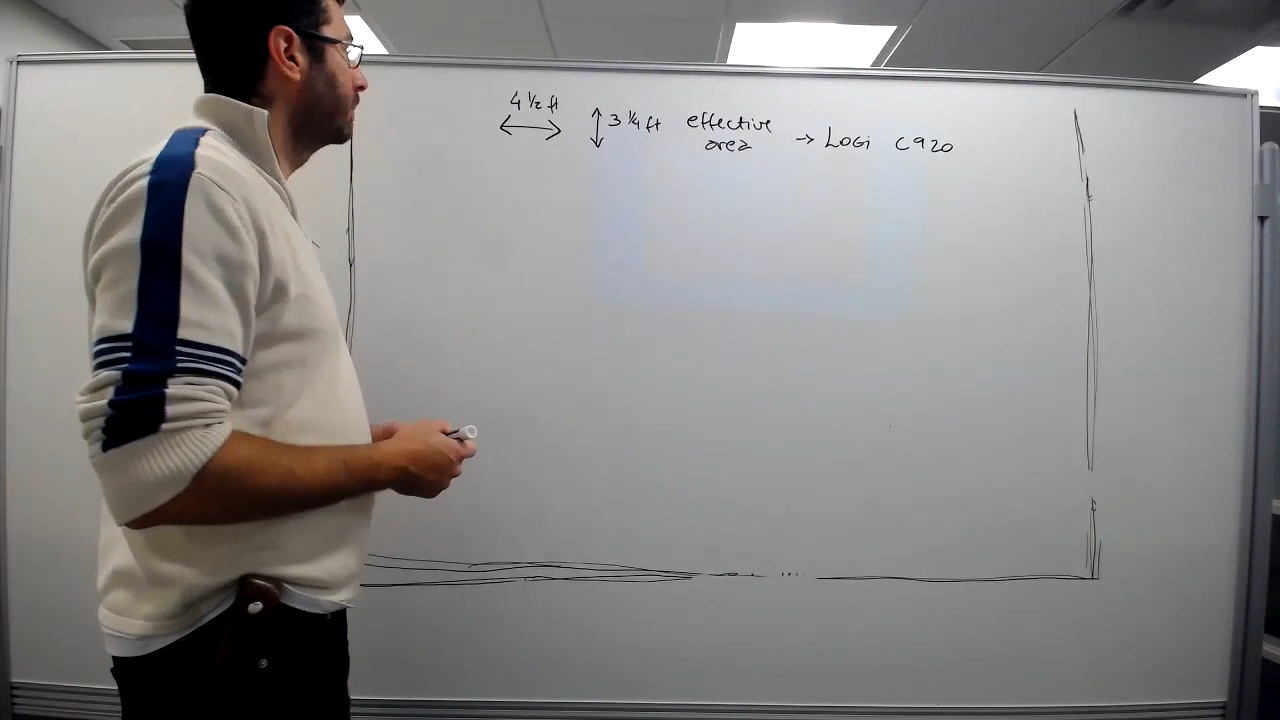 4 ½ ft
3 ¼ ft effective area → LOGi C920